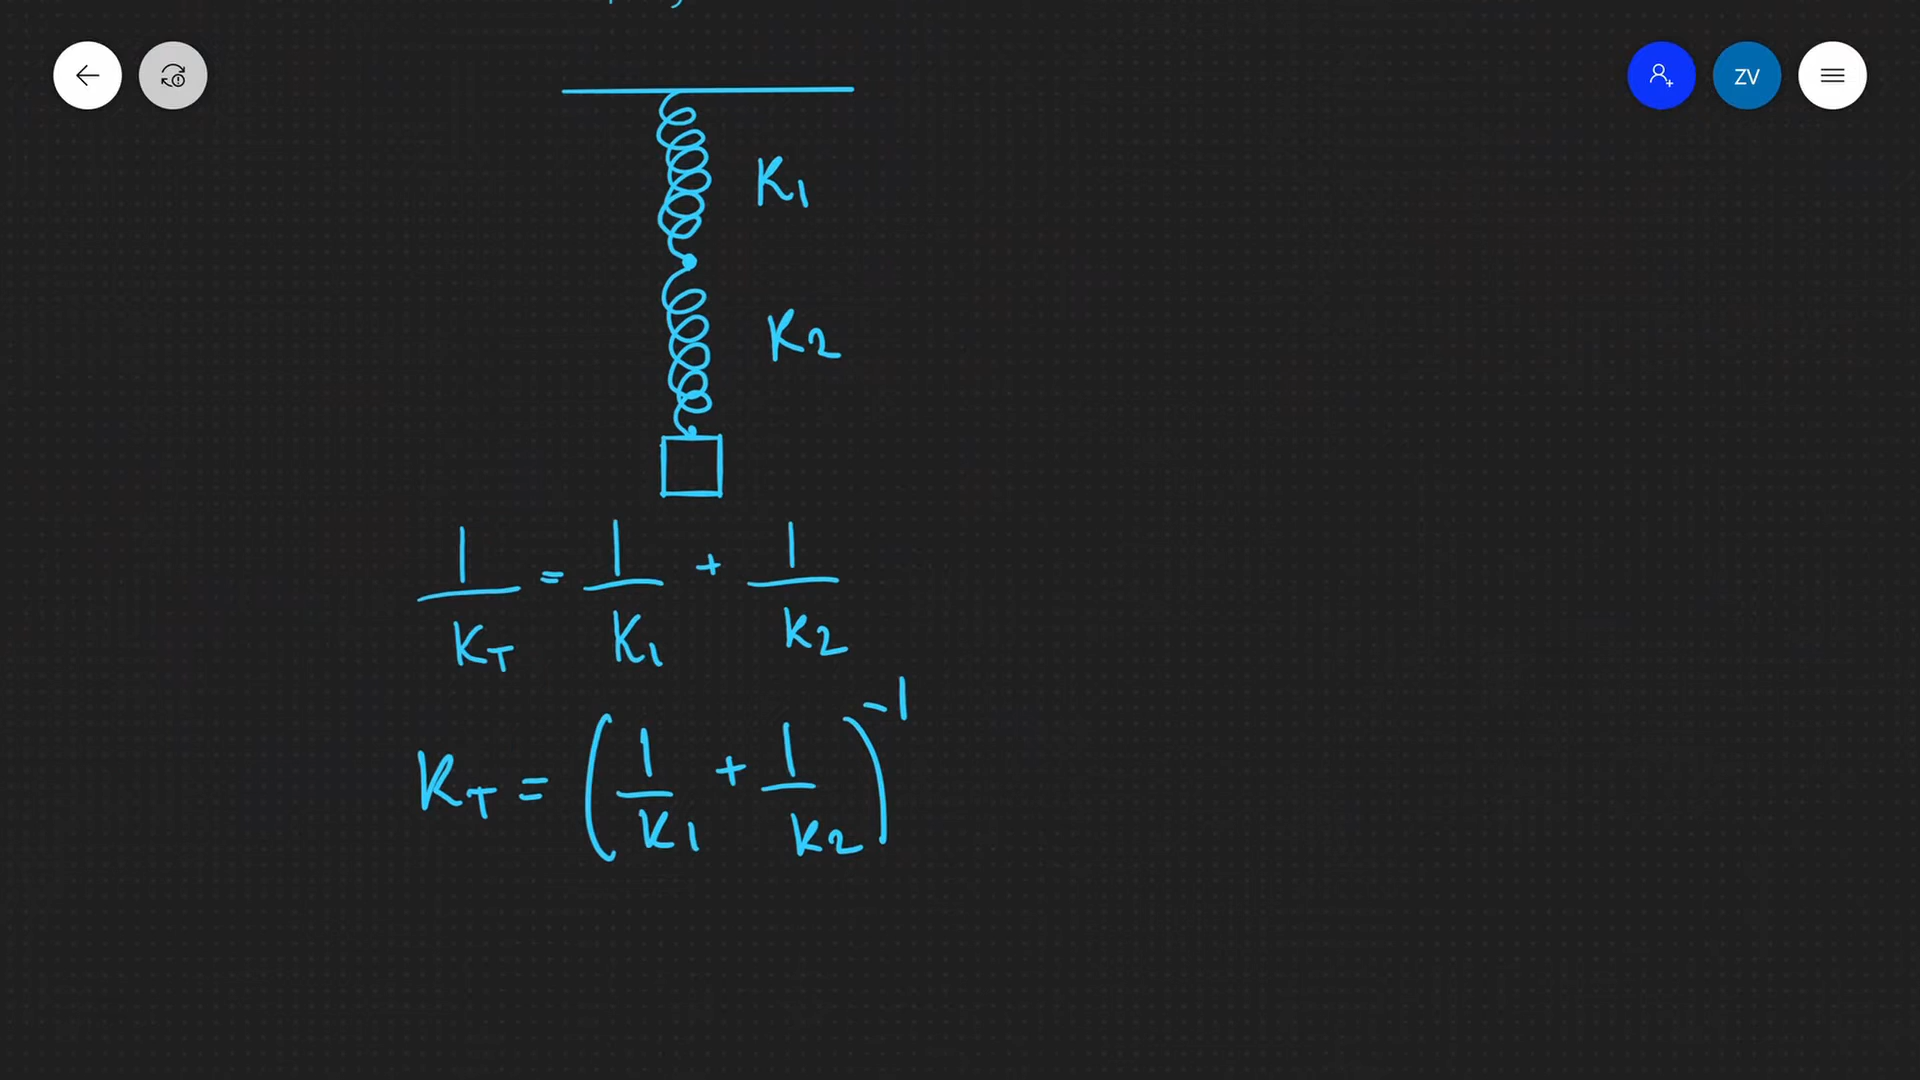 ZV
K1
K2
1/KT = 1/K1 + 1/K2
KT = (1/K1 + 1/K2)^-1